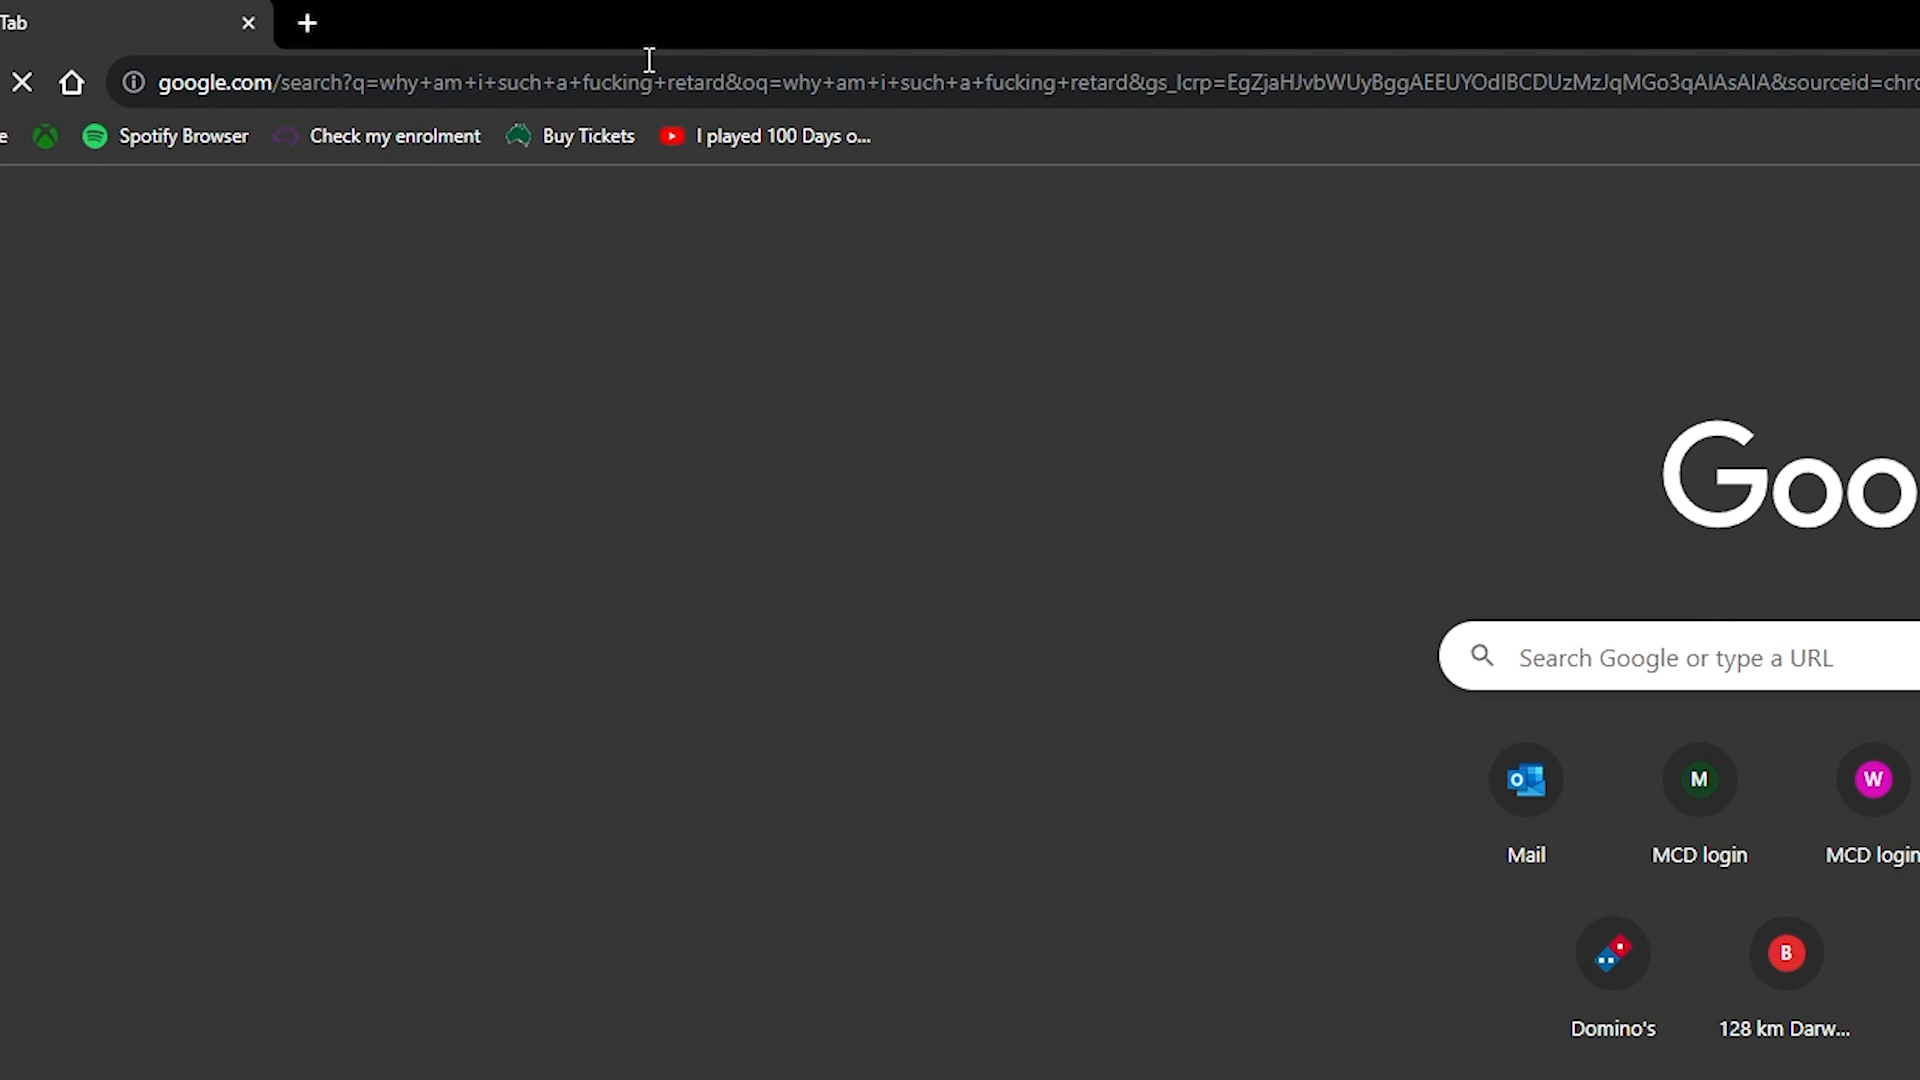 Tab
google.com/search?q=why+am+i+such+a+fucking+retard&oq=why+am+i+such+a+fucking+retard&gs_lcrp=EgZjaHJvbWUyBggAEEUYOdIBCDUzMzJqMGo3qAIAsAIA&sourceid=chro
e Spotify Browser Check my enrolment Buy Tickets I played 100 Days o...
Goo
Search Google or type a URL
M W
Mail MCD login MCD login
B
Domino's 128 km Darw...